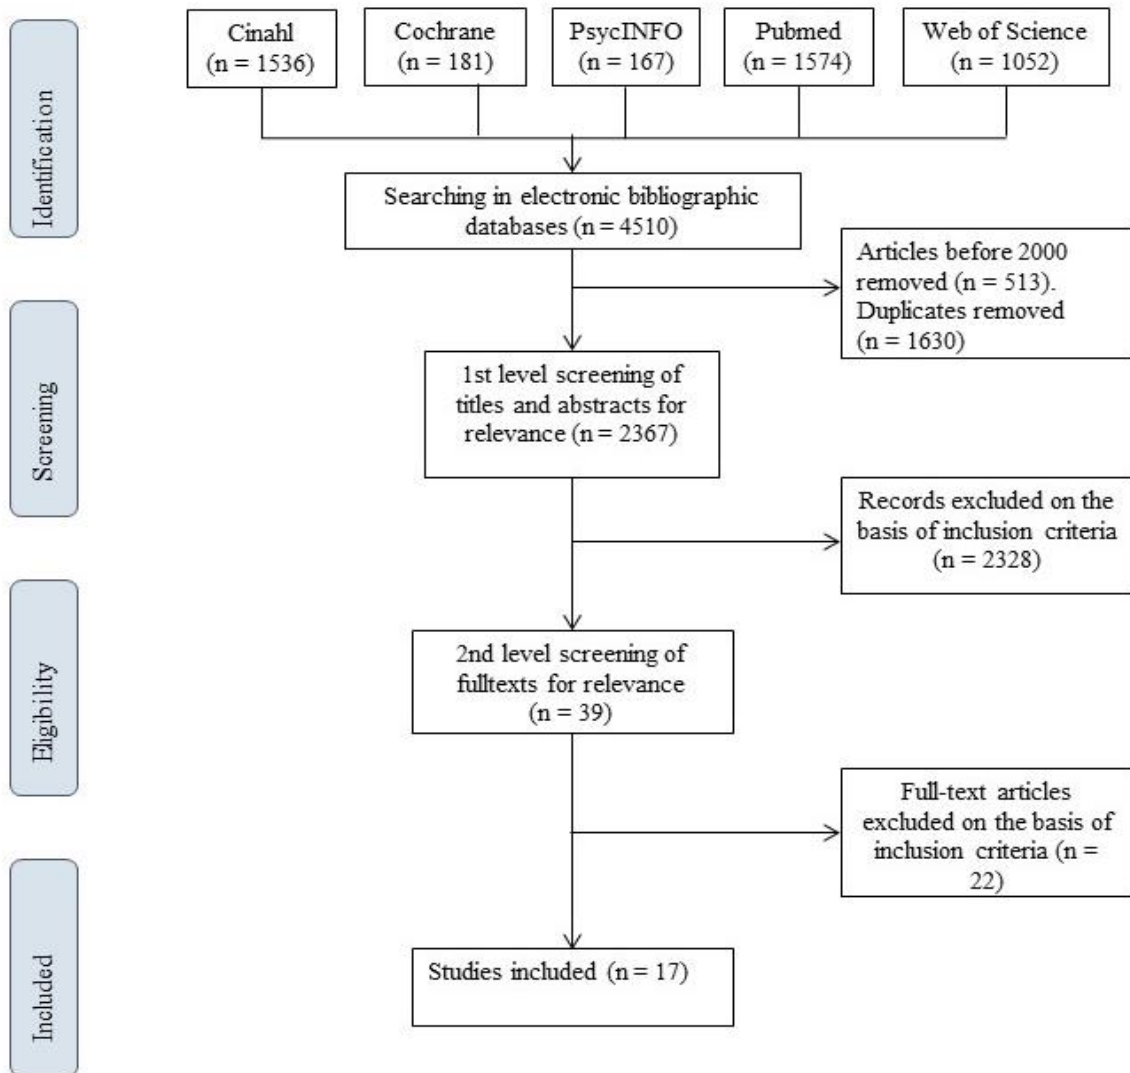 Cinahl
(n = 1536)
Cochrane
(n = 181)
PsycINFO
(n = 167)
Pubmed
(n = 1574)
Web of Science
(n = 1052)
Identification
Searching in electronic bibliographic
databases (n = 4510)
Articles before 2000
removed (n = 513).
Duplicates removed
(n = 1630)
Screening
1st level screening of
titles and abstracts for
relevance (n = 2367)
Records excluded on the
basis of inclusion criteria
(n = 2328)
Eligibility
2nd level screening of
fulltexts for relevance
(n = 39)
Full-text articles
excluded on the basis of
inclusion criteria (n =
22)
Included
Studies included (n = 17)